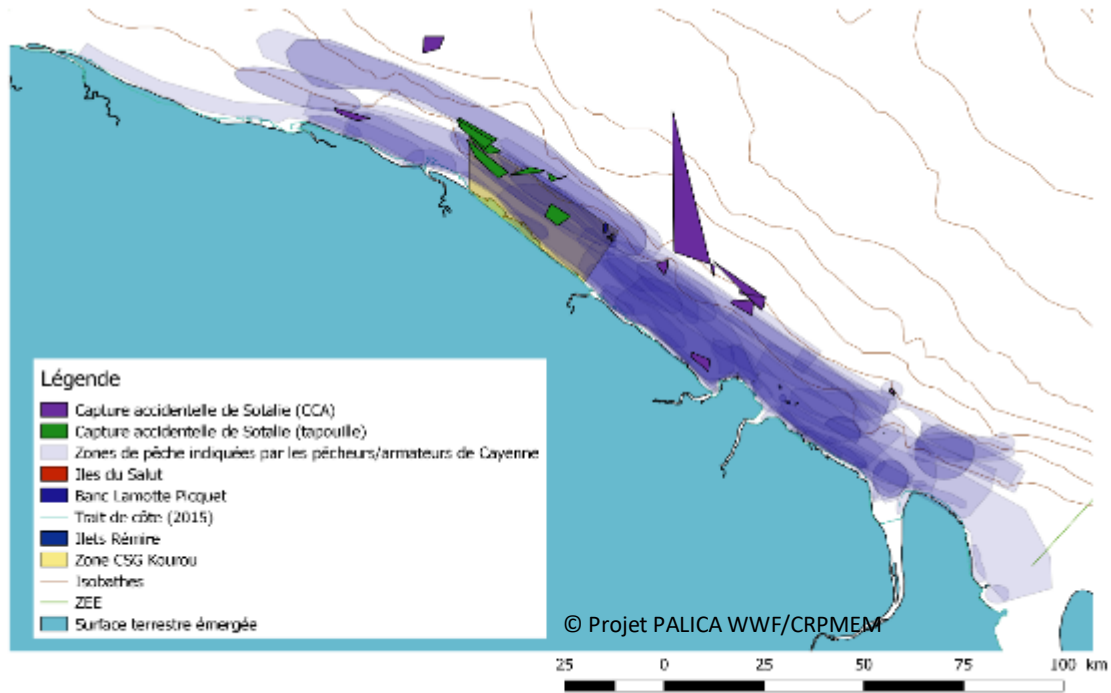 Légende
Capture accidentelle de Sotalie (CCA)
Capture accidentelle de Sotalie (tapouille)
Zones de pêche indiquées par les pêcheurs/armateurs de Cayenne
Iles du Salut
Banc Lamotte Picquet
Trait de côte (2015)
Ilets Rémire
Zone CSG Kourou
Isobathes
ZEE
Surface terrestre émergée
© Projet PALICA WWF/CRPMEM
25 0 25 50 75 100 km